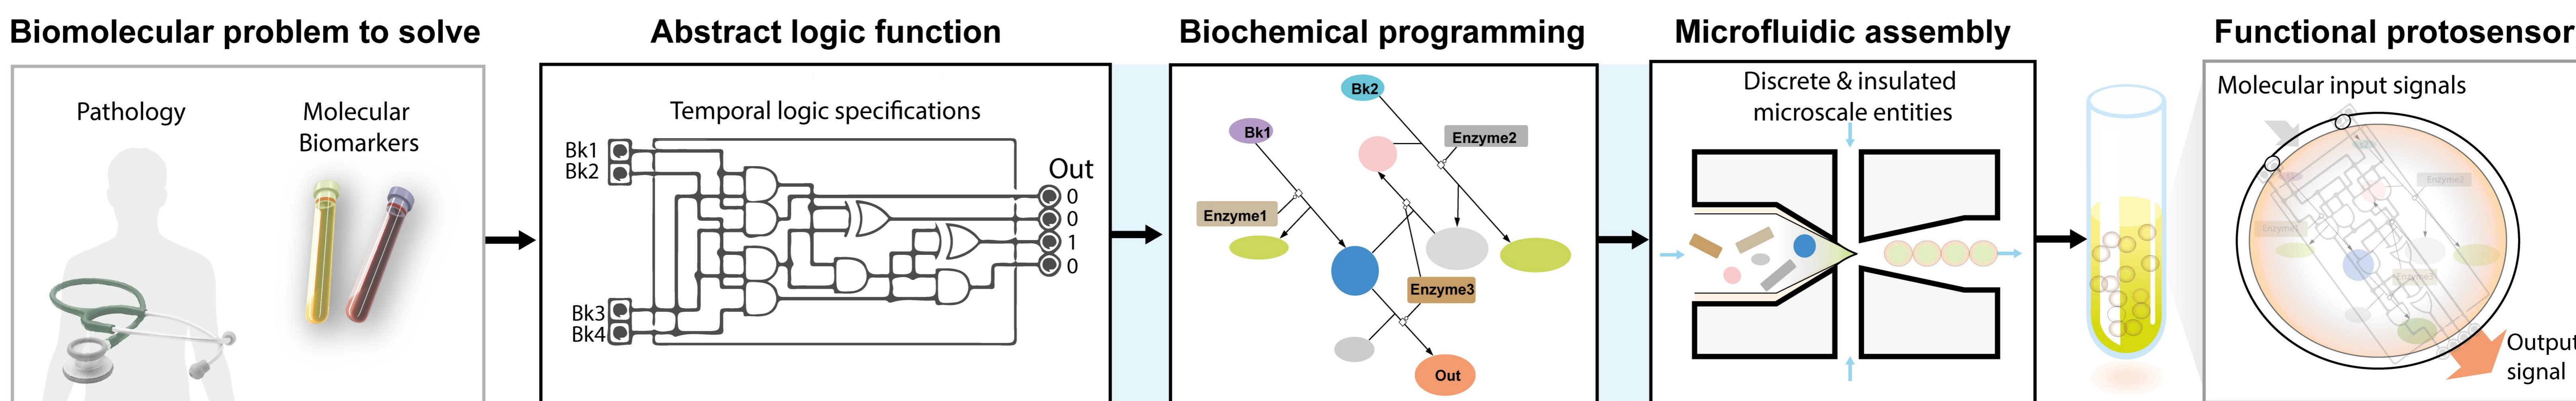 Biomolecular problem to solve
Abstract logic function
Biochemical programming
Microfluidic assembly
Functional protosensor
Pathology
Molecular
Biomarkers
Temporal logic specifications
Bk1
Bk2
Bk3
Bk4
Out
0
0
1
0
Bk2
Bk1
Enzyme2
Enzyme1
Enzyme3
Out
Discrete & insulated
microscale entities
Molecular input signals
Enzyme2
Enzyme3
Output
signal